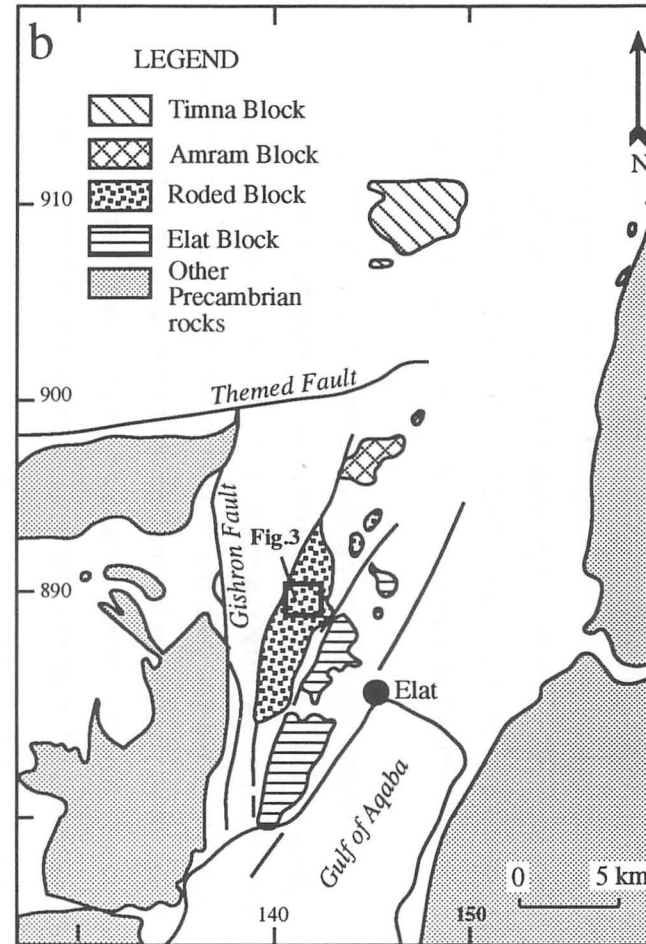 b
LEGEND
Timna Block
Amram Block
Roded Block
Elat Block
Other
Precambrian
rocks
N
910
900
890
Themed Fault
Gishron Fault
Fig.3
Elat
Gulf of Aqaba
0 5 km
140
150